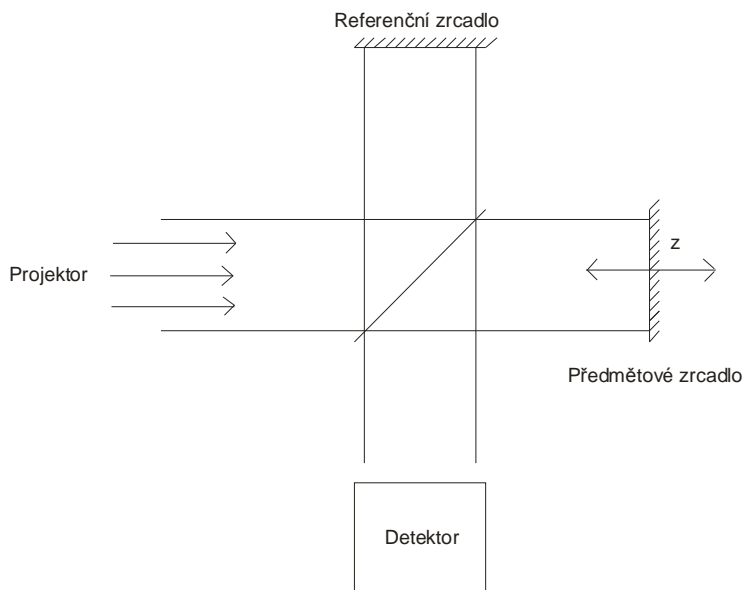 Referenční zrcadlo
z
Projektor
Předmětové zrcadlo
Detektor